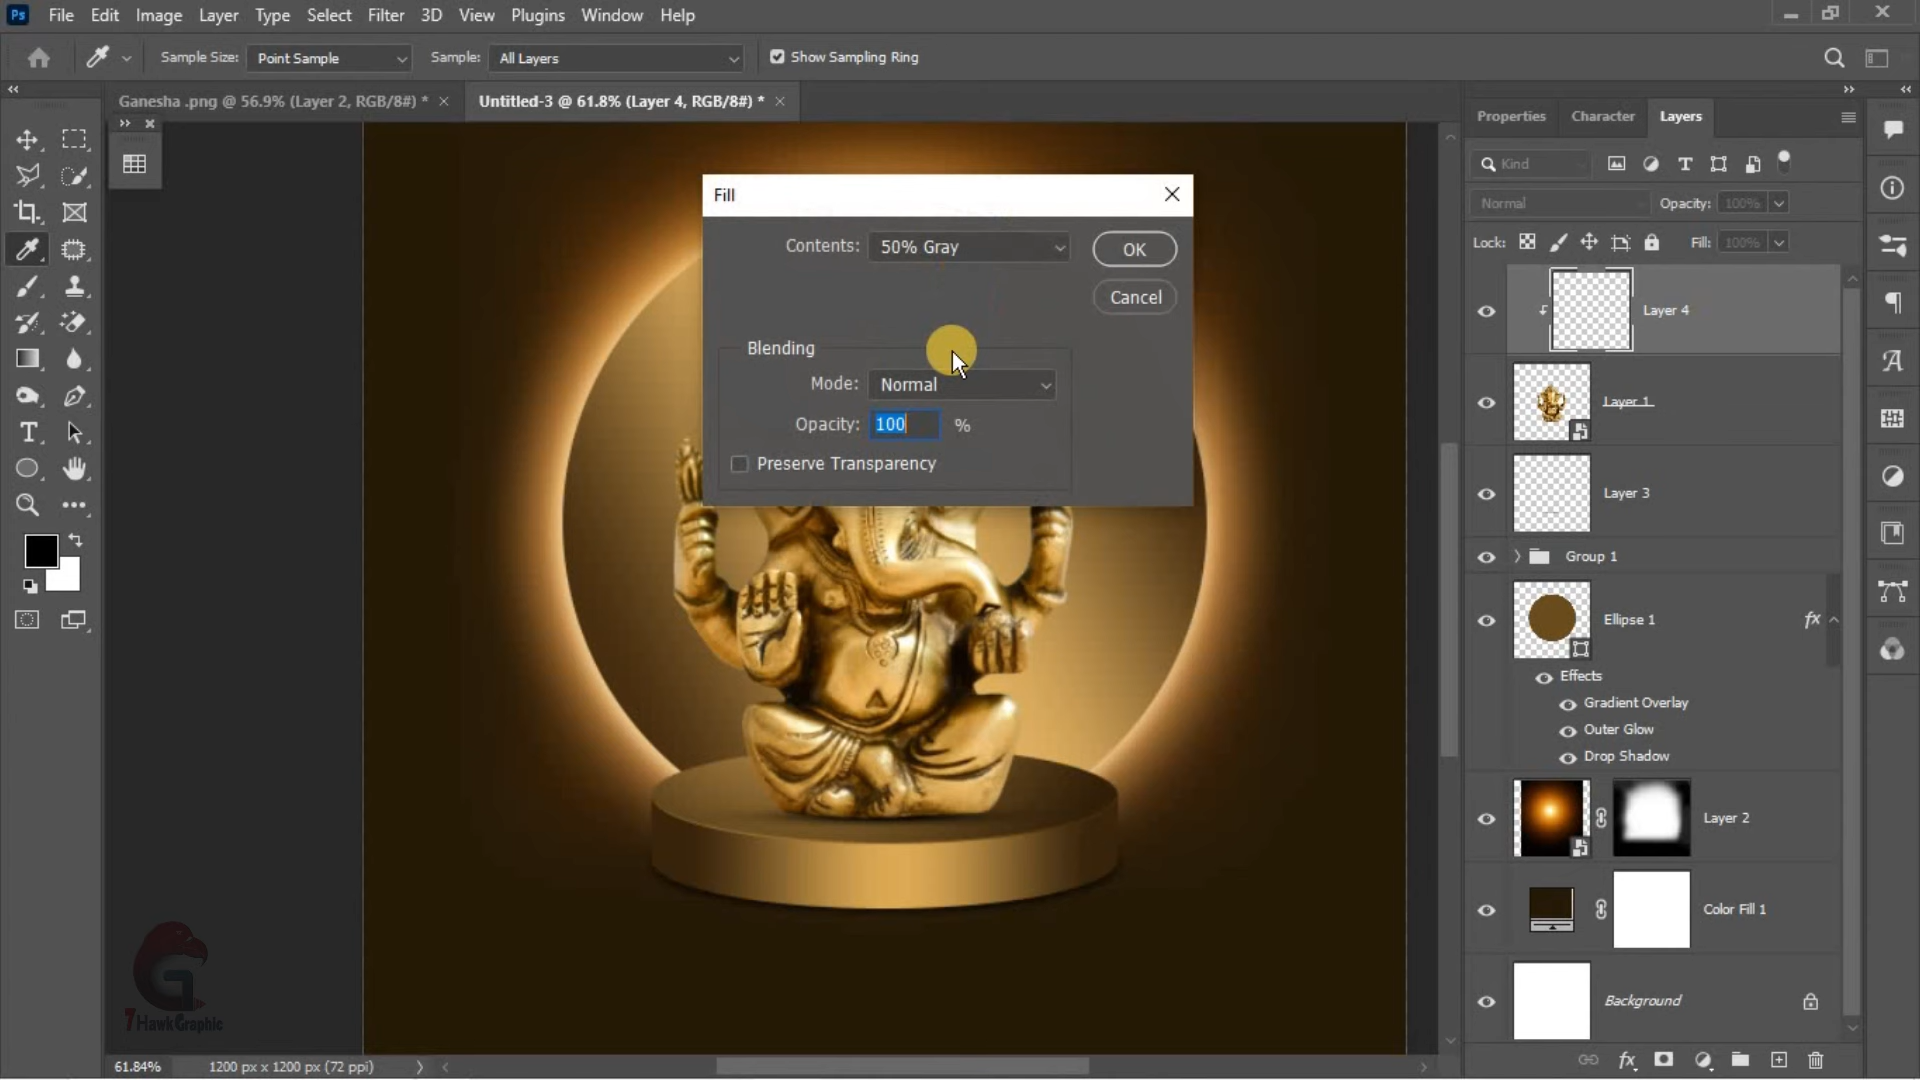 Ps File Edit Image Layer Type Select Filter 3D View Plugins Window Help
Sample Size: Point Sample Sample: All Layers Show Sampling Ring
Ganesha .png @ 56.9% (Layer 2, RGB/8#) * Untitled-3 @ 61.8% (Layer 4, RGB/8#) *
Properties Character Layers
Kind
Normal Opacity: 100%
Lock: Fill: 100%
Fill
Contents: 50% Gray OK
Cancel
Blending
Mode: Normal
Opacity: 100 %
Preserve Transparency
Layer 4
Layer 1
Layer 3
Group 1
Ellipse 1 fx
Effects
Gradient Overlay
Outer Glow
Drop Shadow
Layer 2
Color Fill 1
Background
7HawkGraphic
61.84% 1200 px x 1200 px (72 ppi)